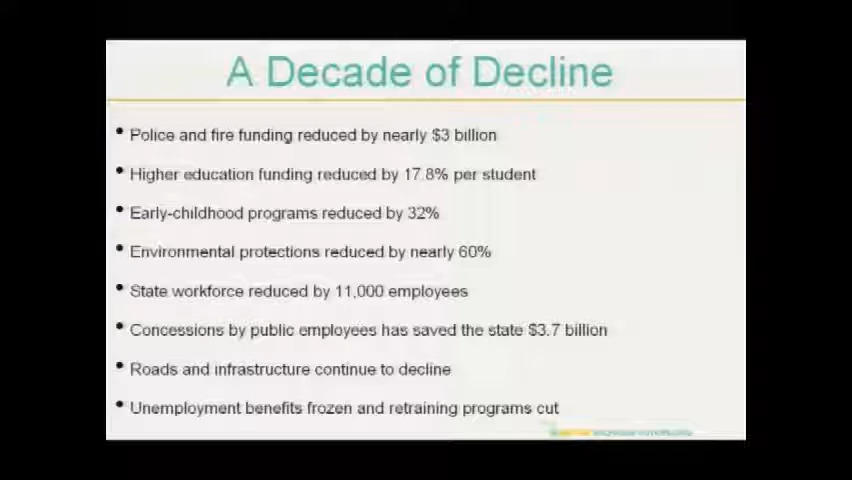 A Decade of Decline
• Police and fire funding reduced by nearly $3 billion
• Higher education funding reduced by 17.8% per student
• Early-childhood programs reduced by 32%
• Environmental protections reduced by nearly 60%
• State workforce reduced by 11,000 employees
• Concessions by public employees has saved the state $3.7 billion
• Roads and infrastructure continue to decline
• Unemployment benefits frozen and retraining programs cut